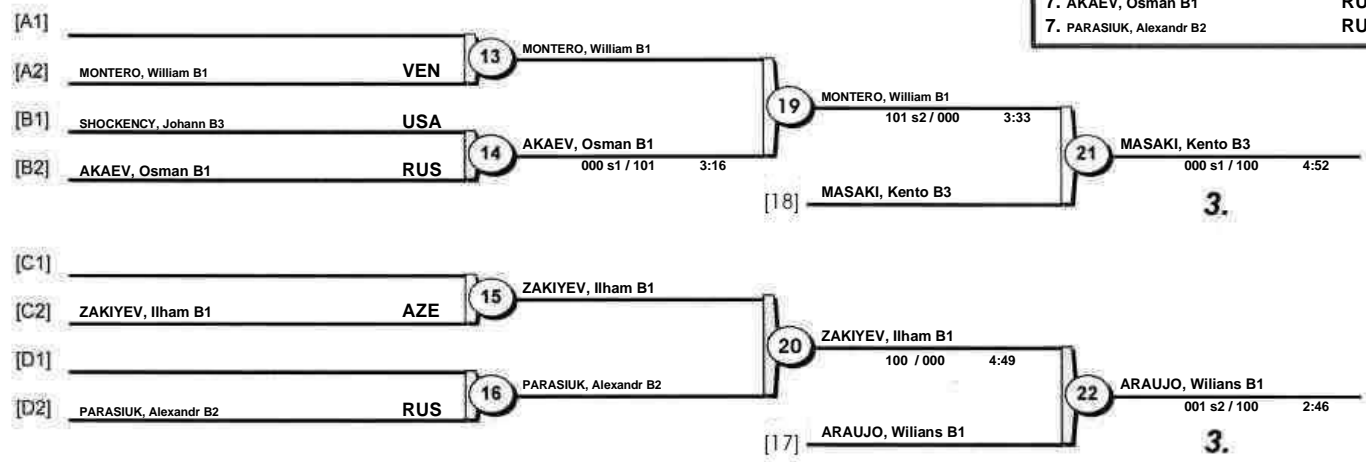 7. AKAEV, Osman B1 RU
7. PARASIUK, Alexandr B2 RU
[A1]
[A2] MONTERO, William B1 VEN
13 MONTERO, William B1
[B1] SHOCKENCY, Johann B3 USA
[B2] AKAEV, Osman B1 RUS
14 AKAEV, Osman B1
000 s1 / 101 3:16
19 MONTERO, William B1
101 s2 / 000 3:33
[18] MASAKI, Kento B3
21 MASAKI, Kento B3
000 s1 / 100 4:52
3.
[C1]
[C2] ZAKIYEV, Ilham B1 AZE
15 ZAKIYEV, Ilham B1
[D1]
[D2] PARASIUK, Alexandr B2 RUS
16 PARASIUK, Alexandr B2
20 ZAKIYEV, Ilham B1
100 / 000 4:49
[17] ARAUJO, Wilians B1
22 ARAUJO, Wilians B1
001 s2 / 100 2:46
3.